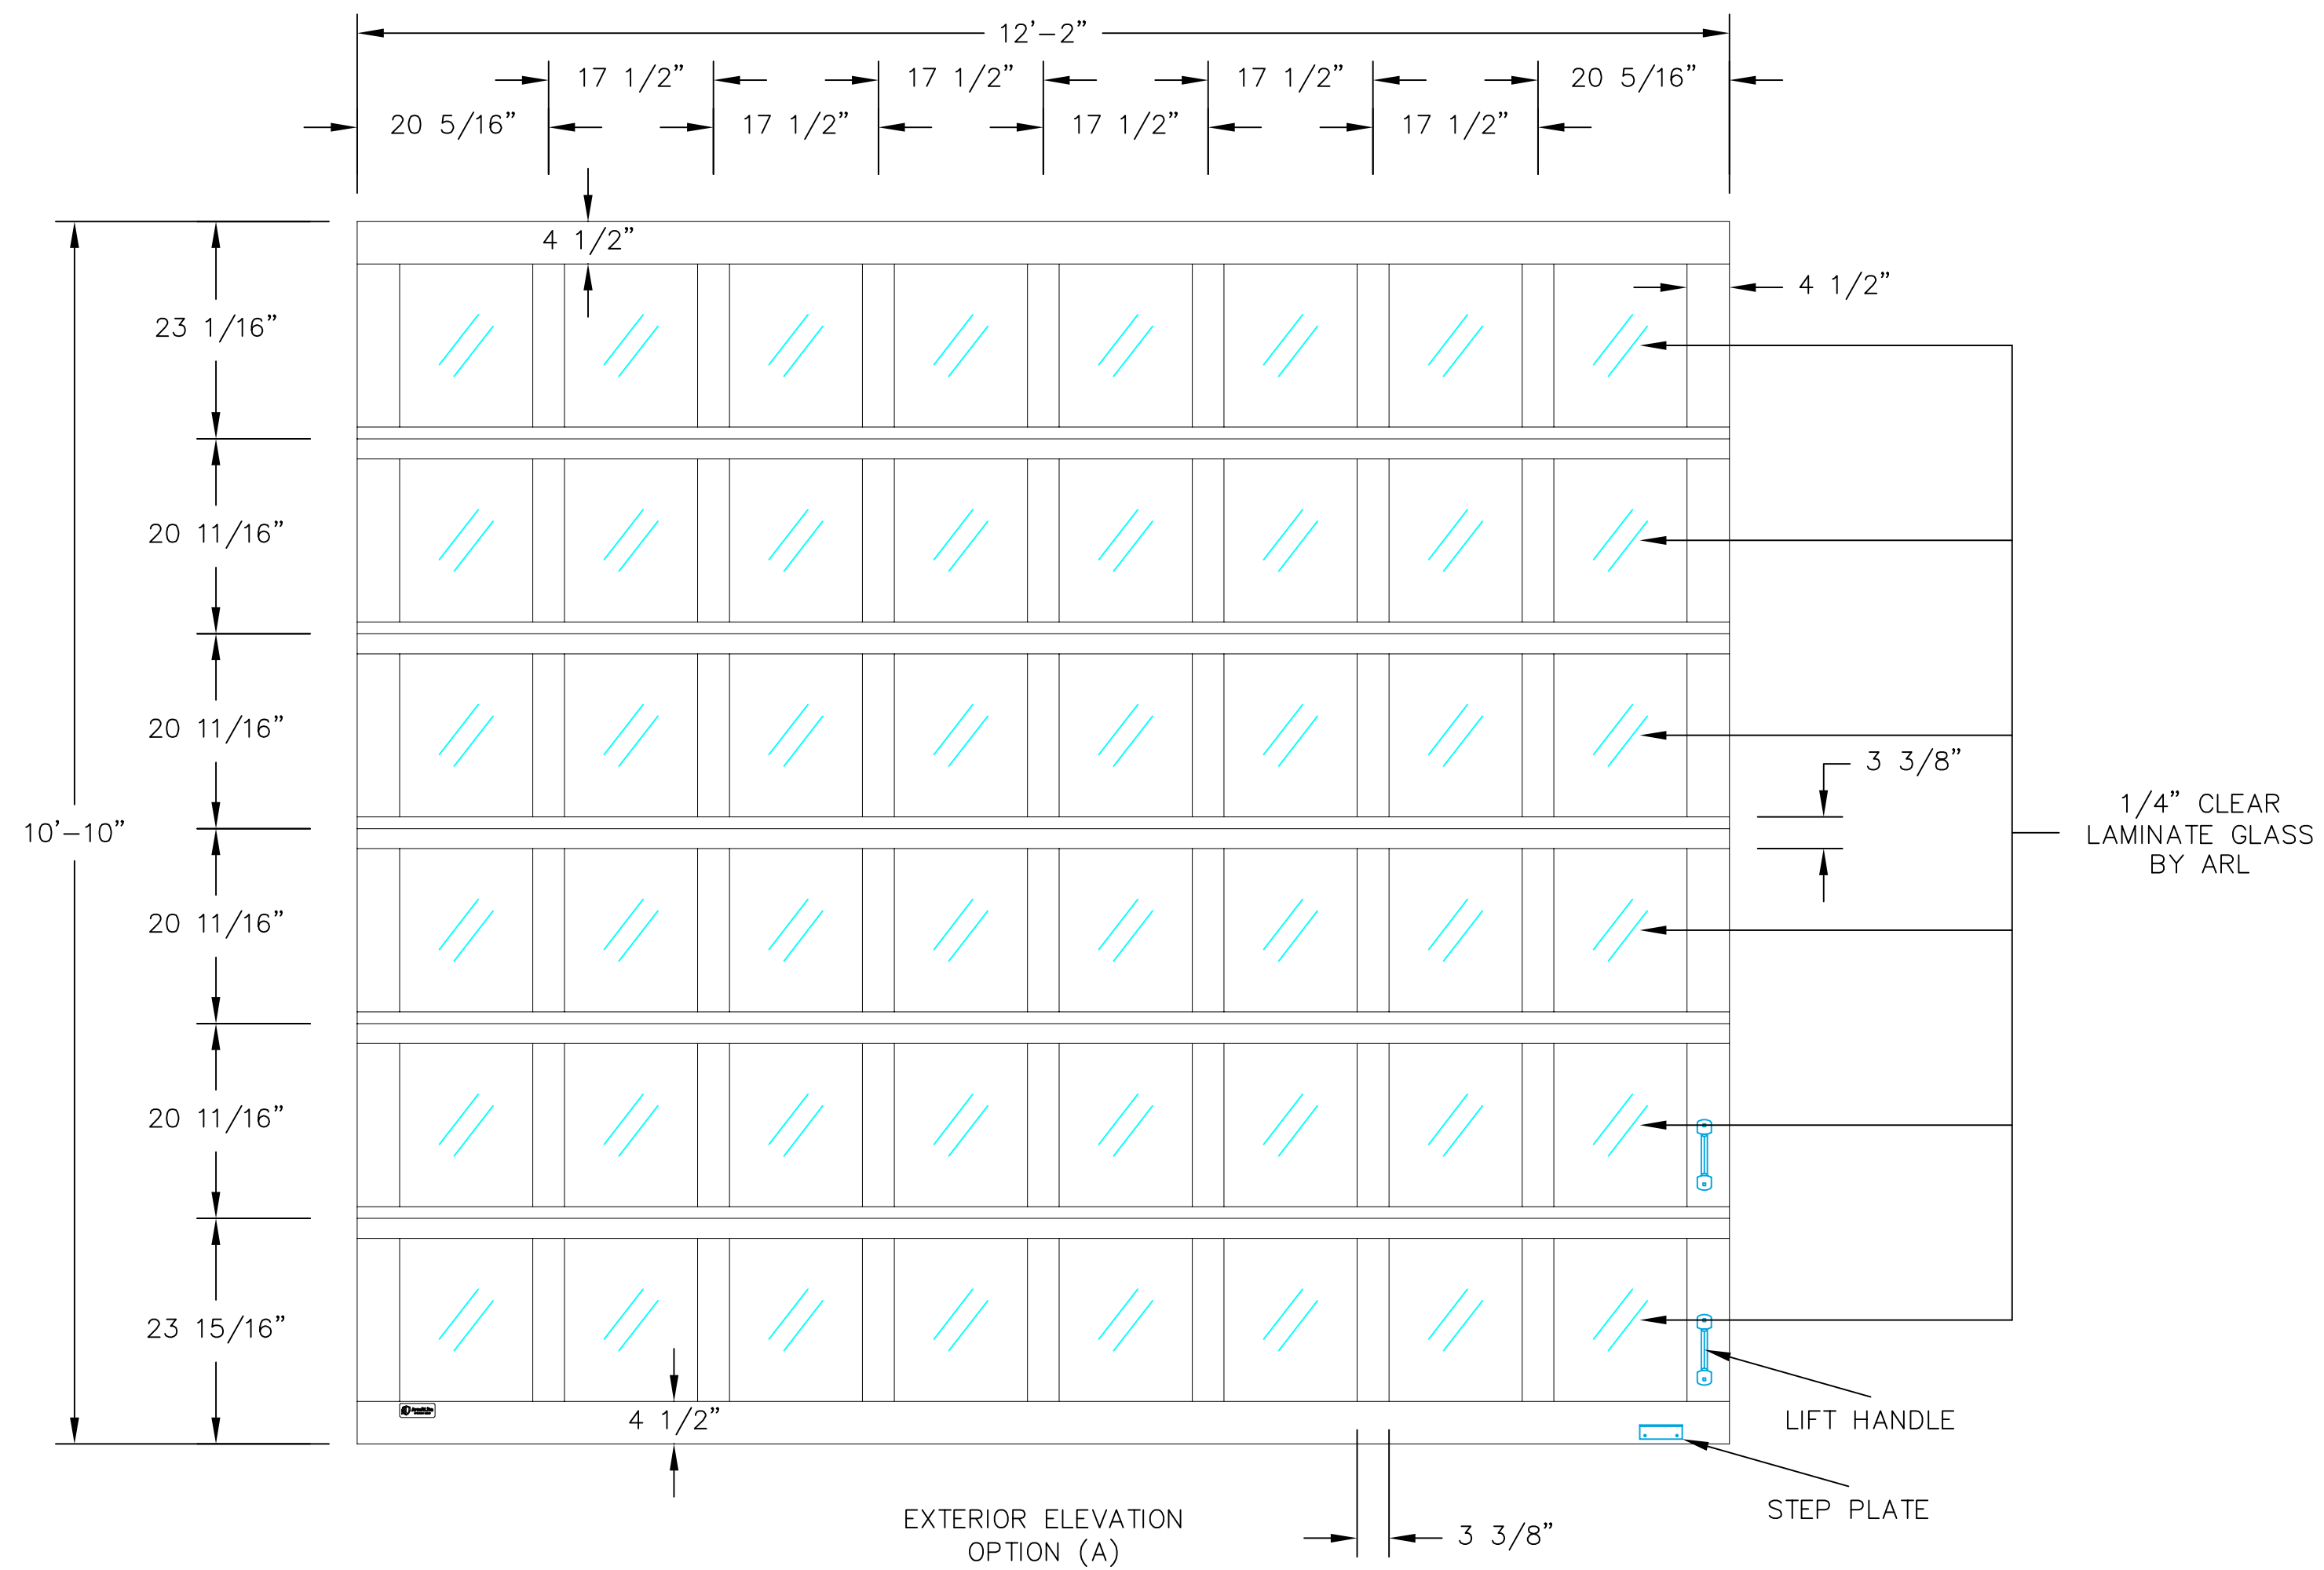 12'-2"
17 1/2" 17 1/2" 17 1/2" 20 5/16"
20 5/16" 17 1/2" 17 1/2" 17 1/2"
4 1/2"
4 1/2"
23 1/16"
20 11/16"
20 11/16"
3 3/8"
10'-10"
1/4" CLEAR
LAMINATE GLASS
BY ARL
20 11/16"
20 11/16"
23 15/16"
4 1/2"
LIFT HANDLE
STEP PLATE
EXTERIOR ELEVATION
OPTION (A)
3 3/8"